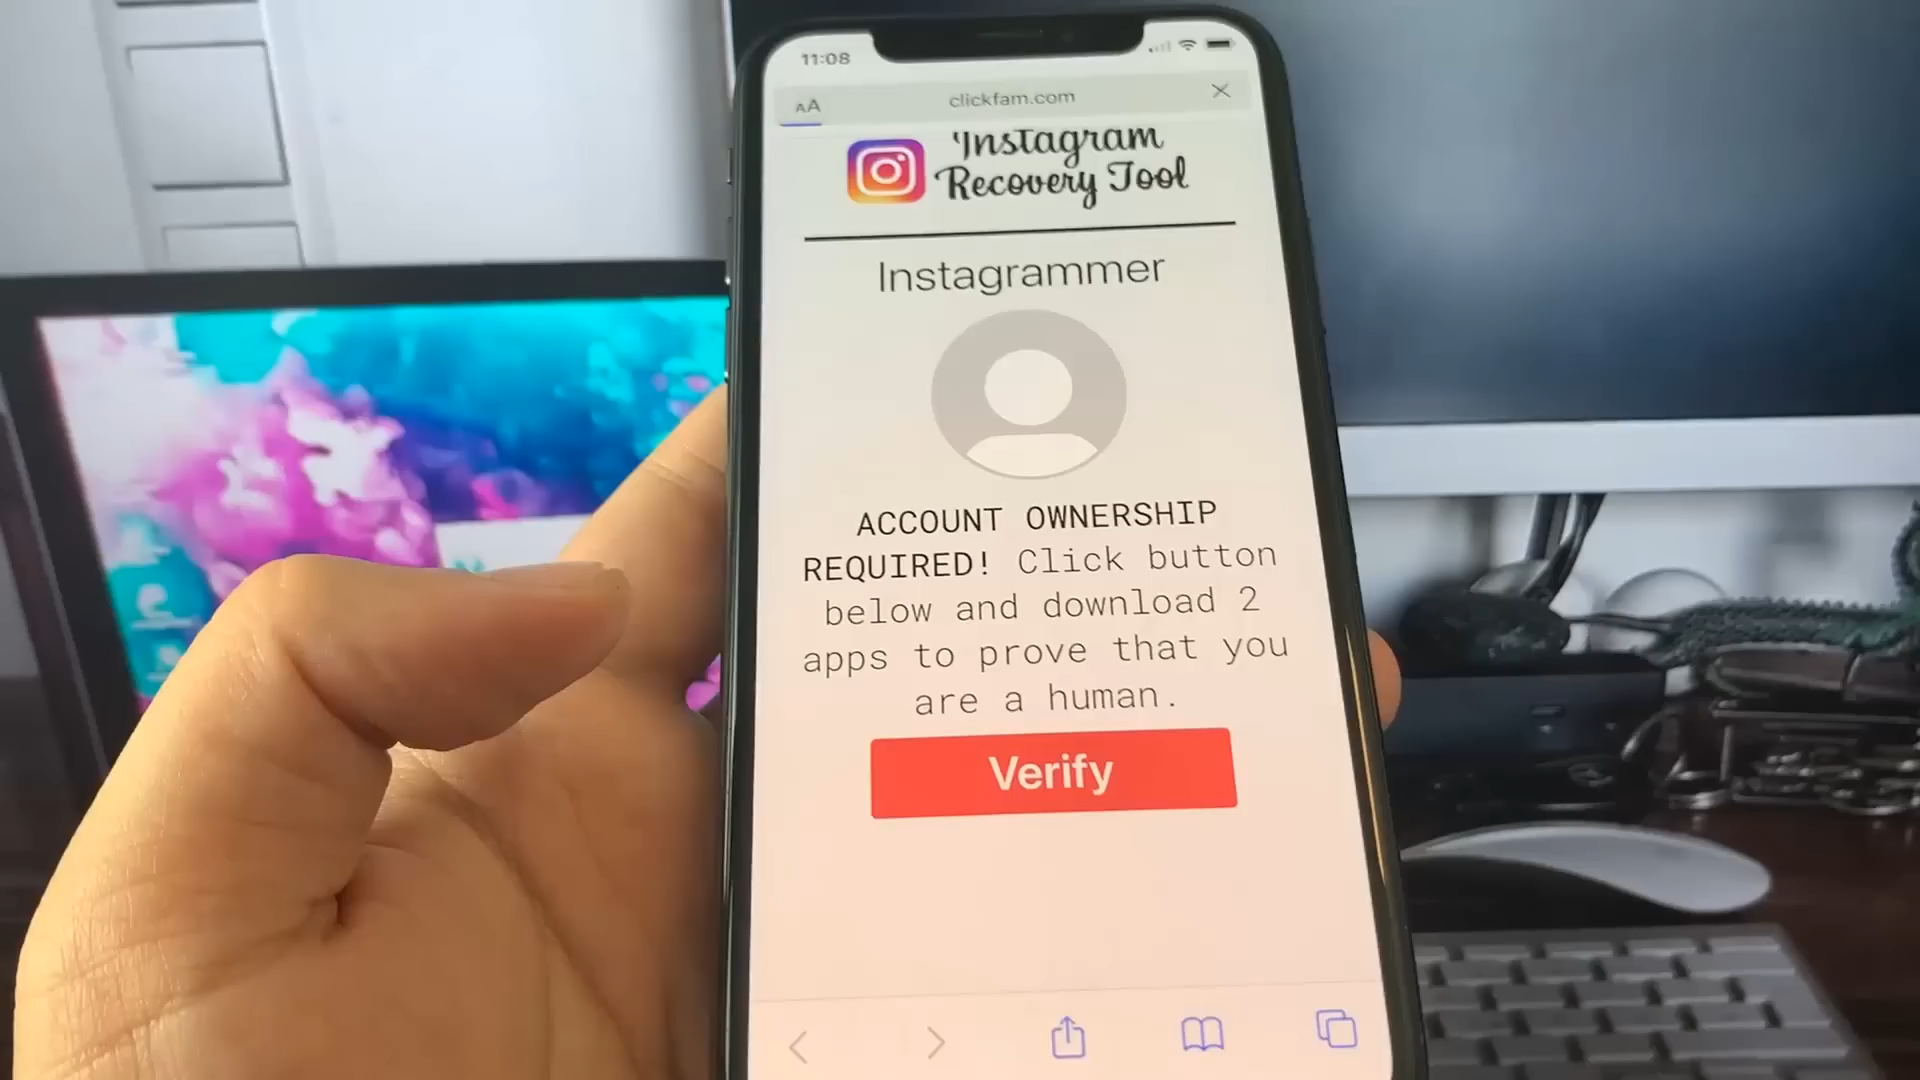 11:08
AA
clickfam.com
Instagram
Recovery Tool
Instagrammer
ACCOUNT OWNERSHIP
REQUIRED! Click button
below and download 2
apps to prove that you
are a human.
Verify